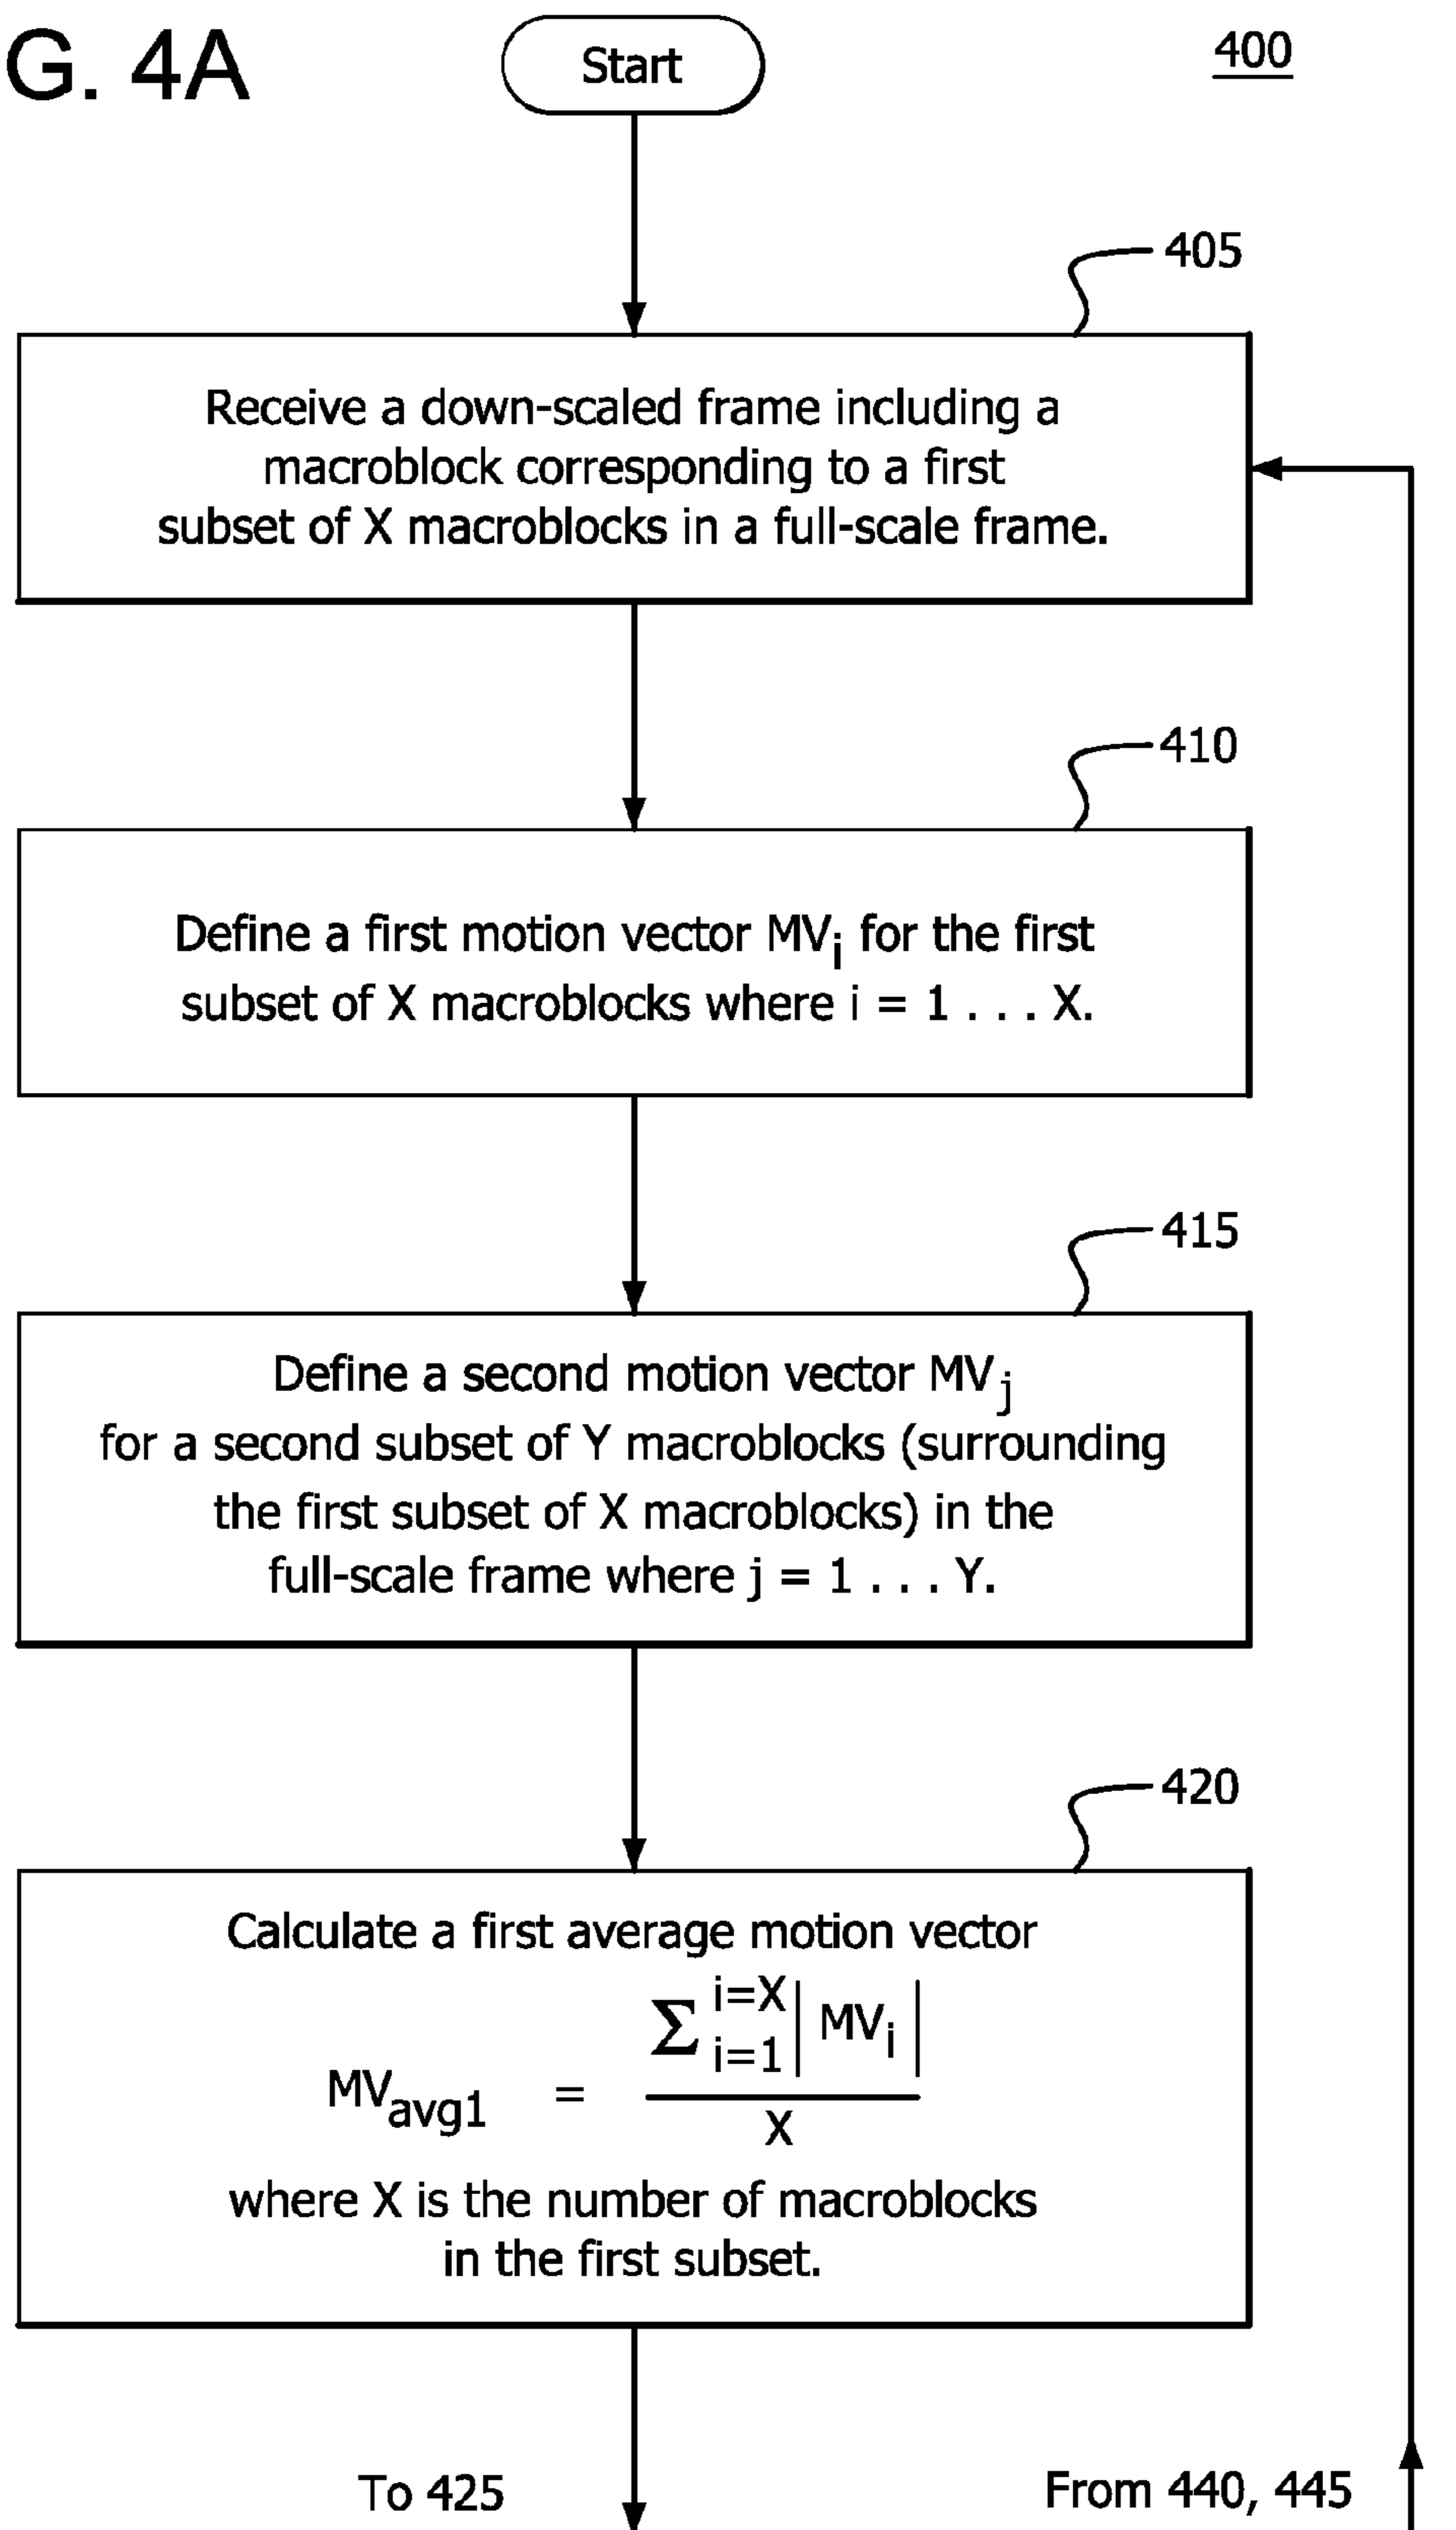 G. 4A
Start
400
405
Receive a down-scaled frame including a
macroblock corresponding to a first
subset of X macroblocks in a full-scale frame.
410
Define a first motion vector MVi for the first
subset of X macroblocks where i = 1 . . . X.
415
Define a second motion vector MVj
for a second subset of Y macroblocks (surrounding
the first subset of X macroblocks) in the
full-scale frame where j = 1 . . . Y.
420
Calculate a first average motion vector
MVavg1 = Σ i=X i=1 | MVi | / X
where X is the number of macroblocks
in the first subset.
To 425
From 440, 445